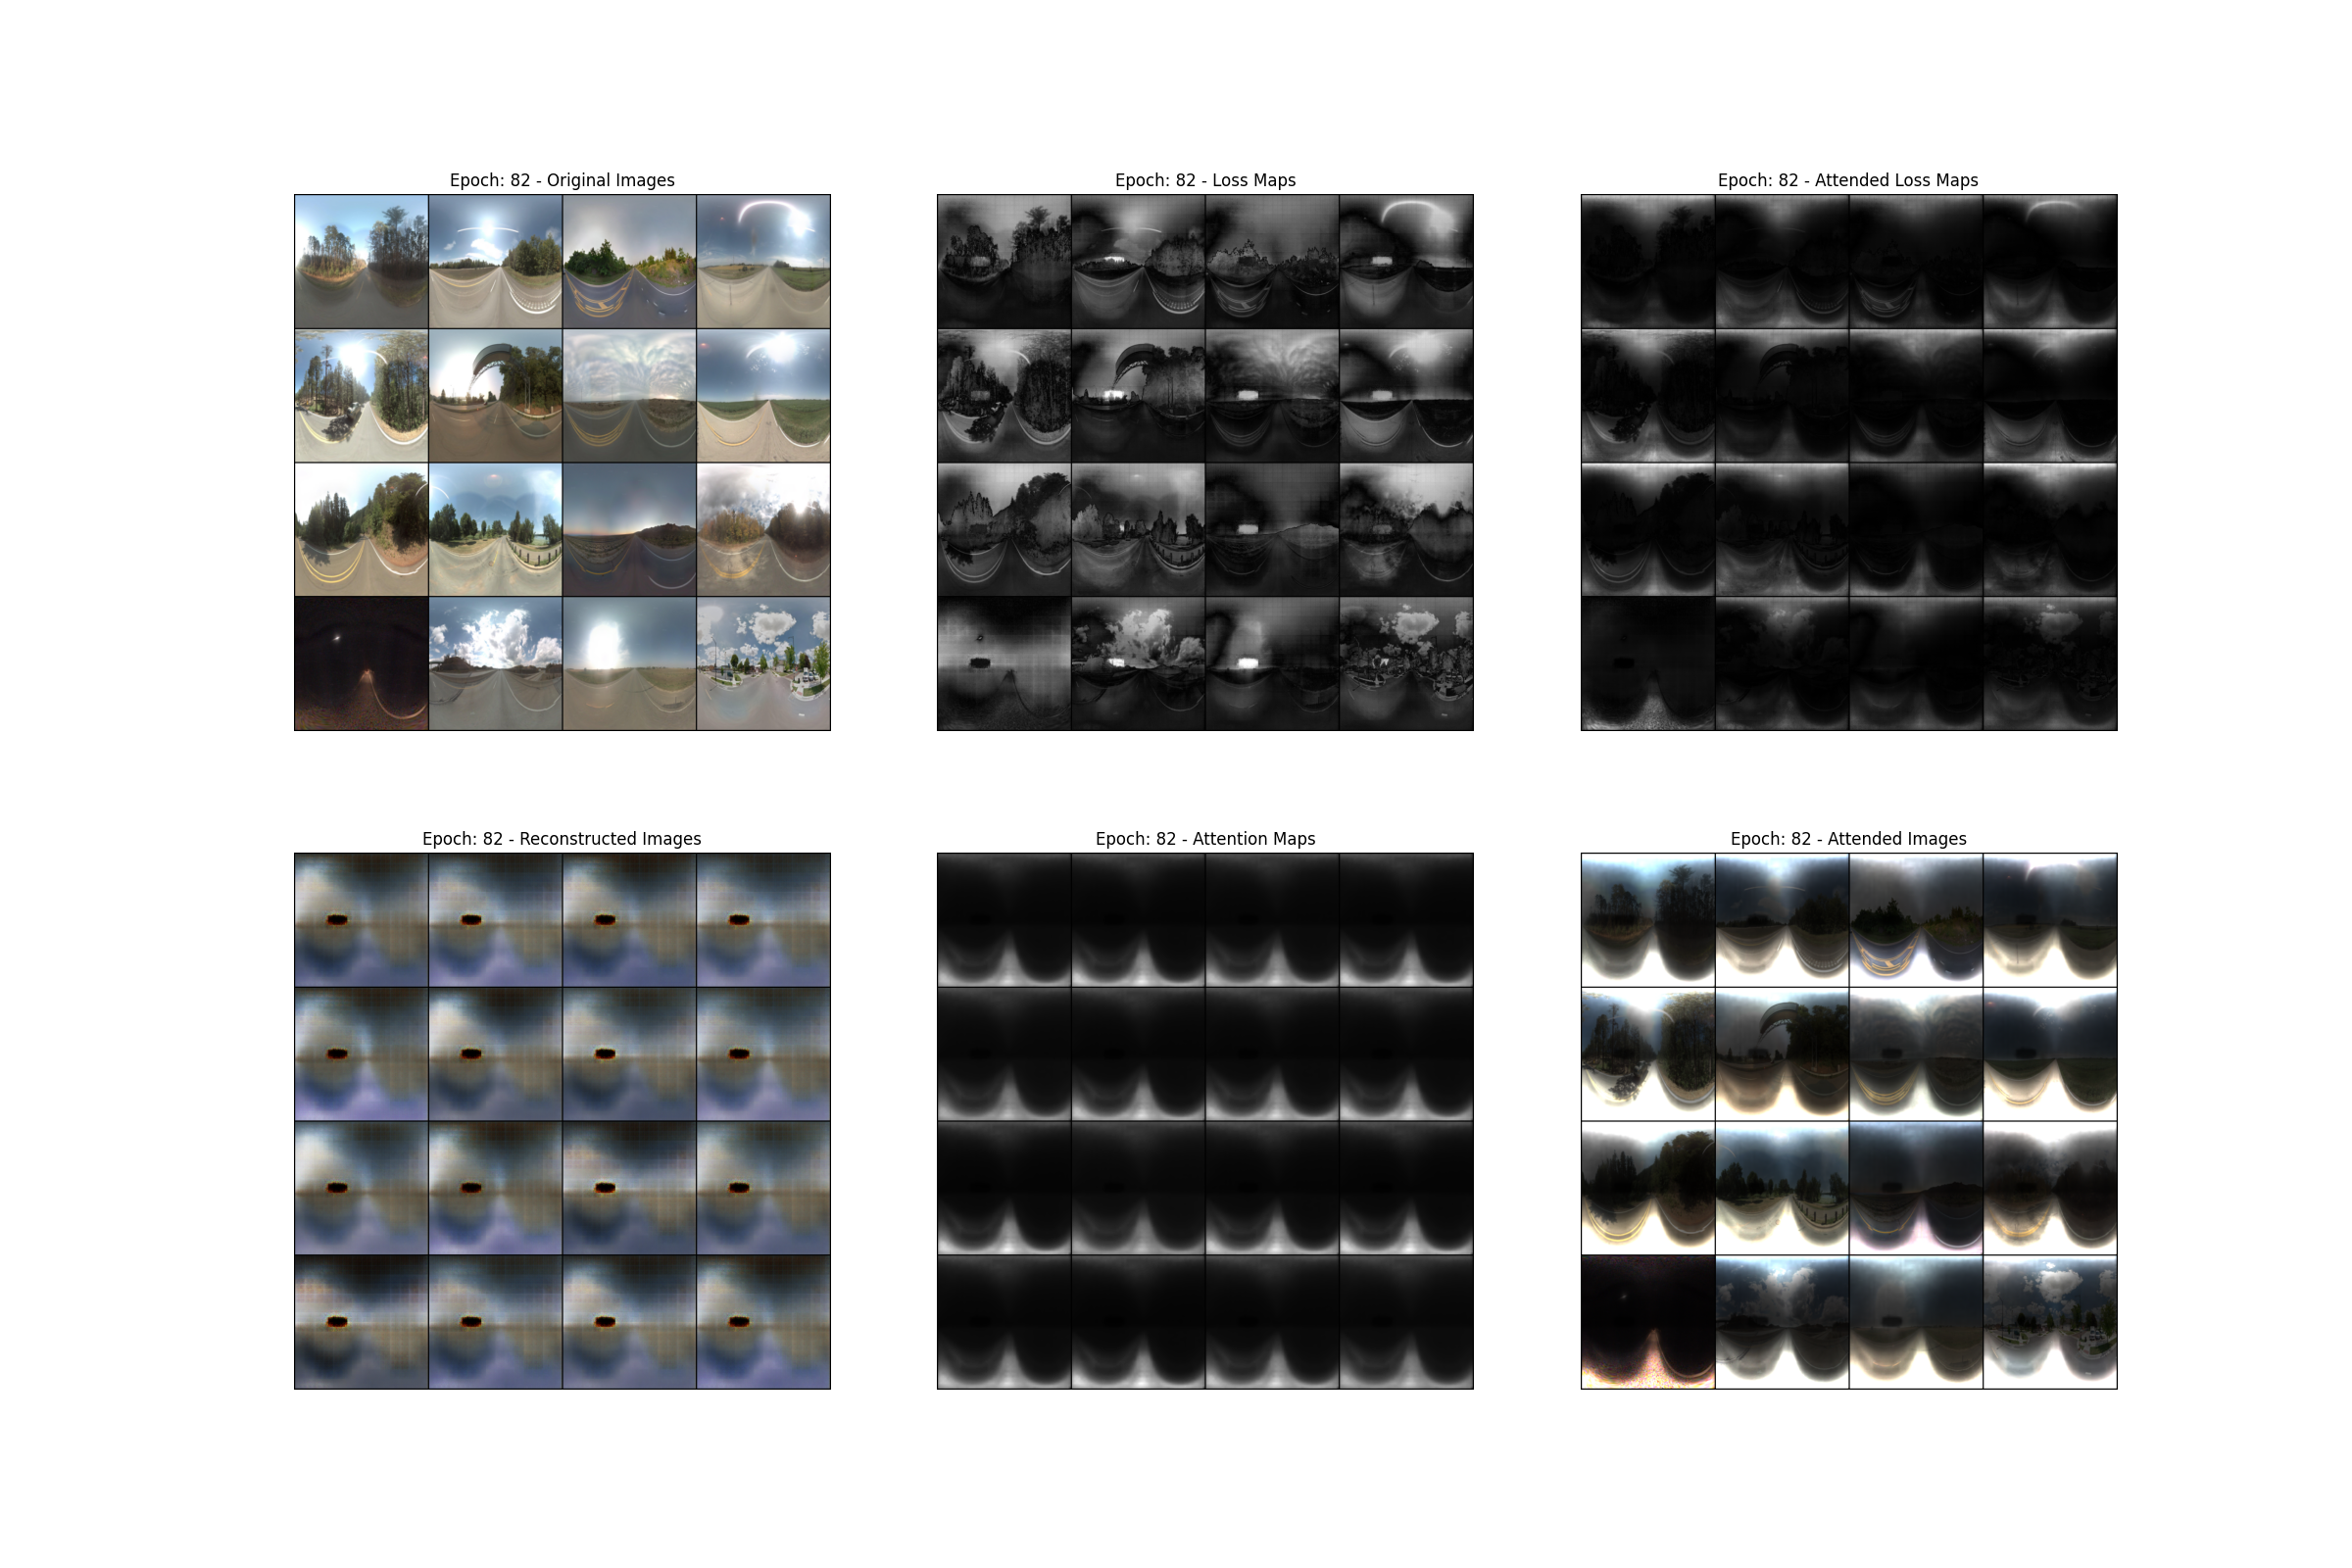 Epoch: 82 - Original Images
Epoch: 82 - Loss Maps
Epoch: 82 - Attended Loss Maps
Epoch: 82 - Reconstructed Images
Epoch: 82 - Attention Maps
Epoch: 82 - Attended Images